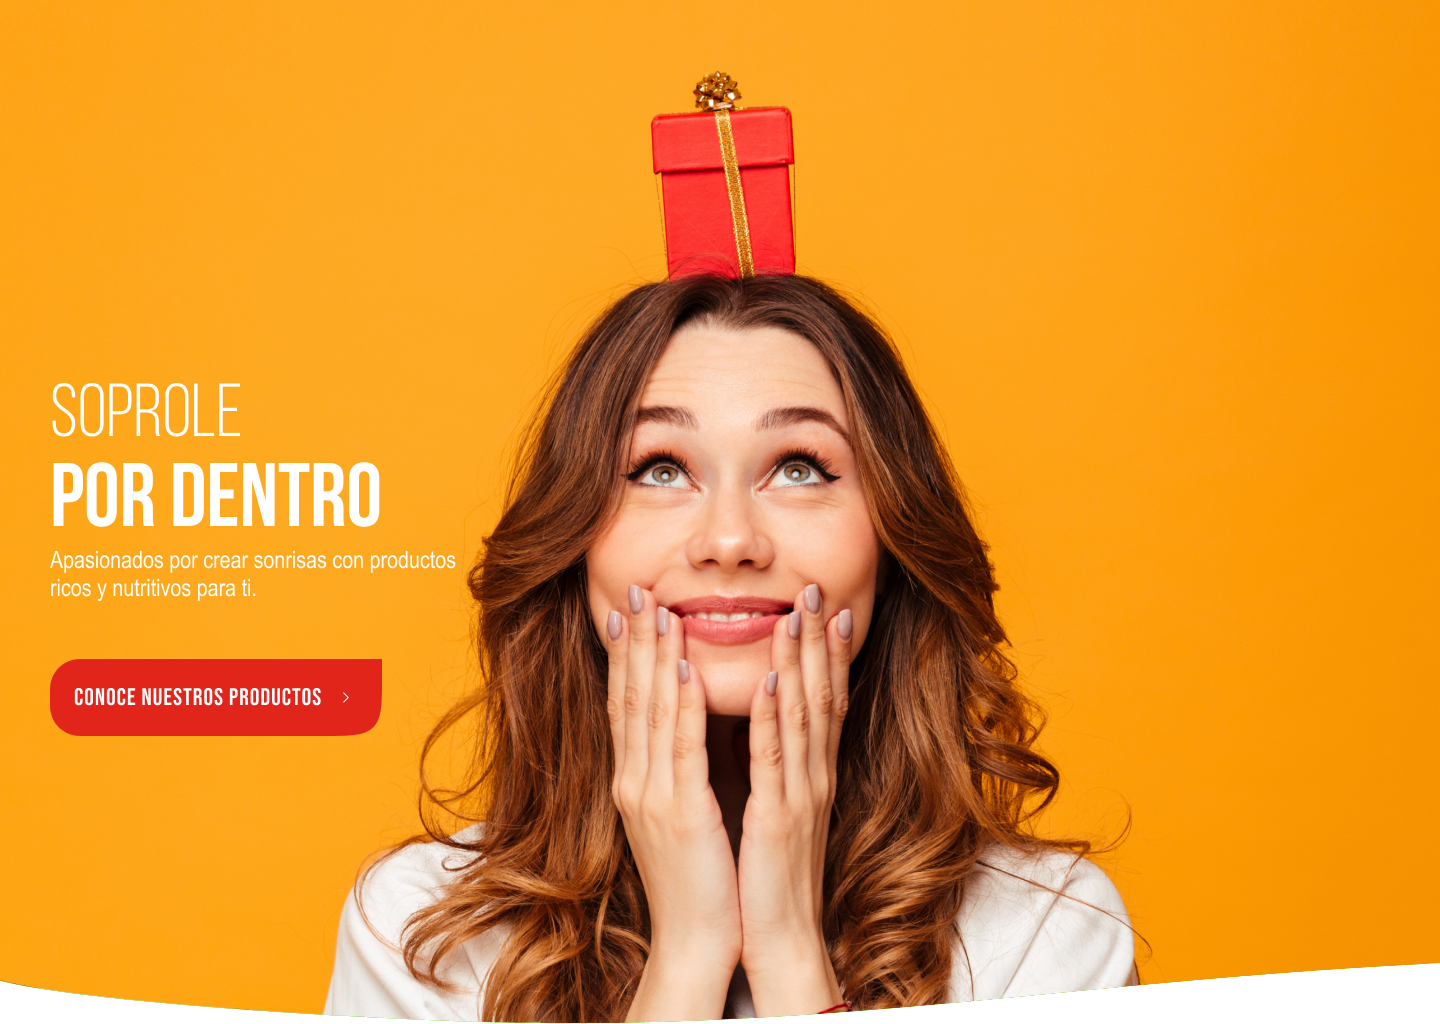 SOPROLE
POR DENTRO
Apasionados por crear sonrisas con productos
ricos y nutritivos para ti.
CONOCE NUESTROS PRODUCTOS